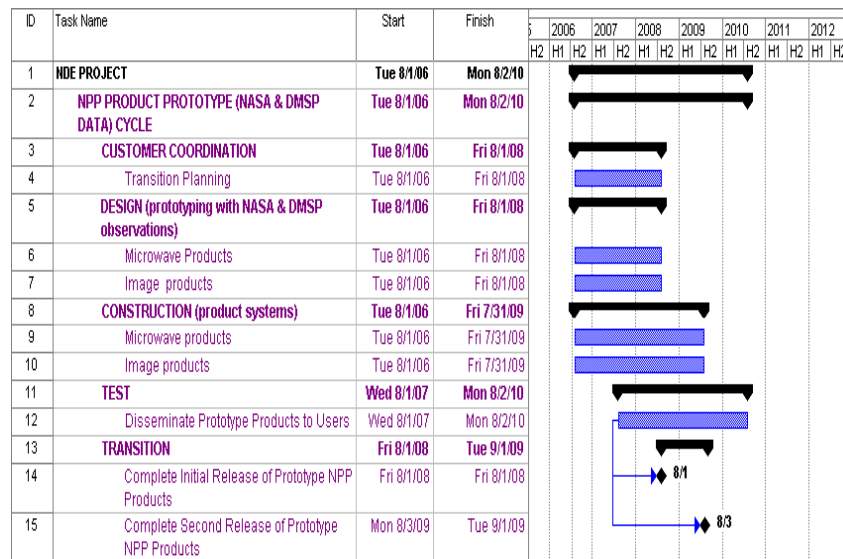 ID Task Name Start Finish
5 2006 2007 2008 2009 2010 2011 2012
H2 H1 H2 H1 H2 H1 H2 H1 H2 H1 H2 H1 H2 H1 H2
1 NDE PROJECT Tue 8/1/06 Mon 8/2/10
2 NPP PRODUCT PROTOTYPE (NASA & DMSP Tue 8/1/06 Mon 8/2/10
DATA) CYCLE
3 CUSTOMER COORDINATION Tue 8/1/06 Fri 8/1/08
4 Transition Planning Tue 8/1/06 Fri 8/1/08
5 DESIGN (prototyping with NASA & DMSP Tue 8/1/06 Fri 8/1/08
observations)
6 Microwave Products Tue 8/1/06 Fri 8/1/08
7 Image products Tue 8/1/06 Fri 8/1/08
8 CONSTRUCTION (product systems) Tue 8/1/06 Fri 7/31/09
9 Microwave products Tue 8/1/06 Fri 7/31/09
10 Image products Tue 8/1/06 Fri 7/31/09
11 TEST Wed 8/1/07 Mon 8/2/10
12 Disseminate Prototype Products to Users Wed 8/1/07 Mon 8/2/10
13 TRANSITION Fri 8/1/08 Tue 9/1/09
14 Complete Initial Release of Prototype NPP Fri 8/1/08 Fri 8/1/08 8/1
Products
15 Complete Second Release of Prototype Mon 8/3/09 Tue 9/1/09 8/3
NPP Products